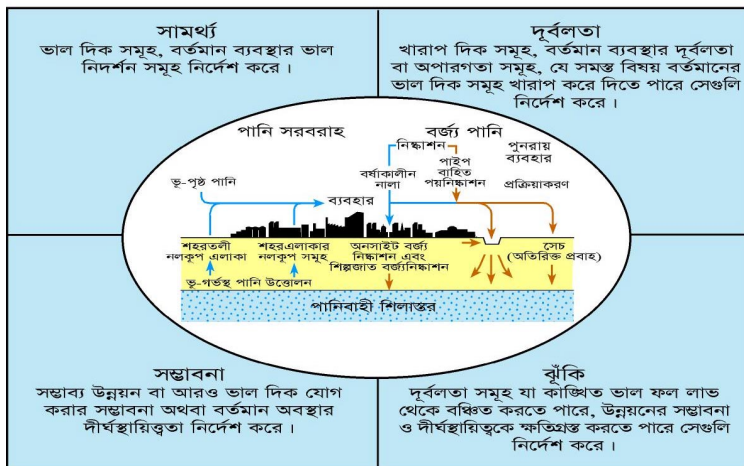 সামর্থ্য
ভাল দিক সমূহ, বর্তমান ব্যবস্থার ভাল
নিদর্শন সমূহ নির্দেশ করে ।
দূর্বলতা
খারাপ দিক সমূহ, বর্তমান ব্যবস্থার দূর্বলতা
বা অপারগতা সমূহ, যে সমস্ত বিষয় বর্তমানের
ভাল দিক সমূহ খারাপ করে দিতে পারে সেগুলি
নির্দেশ করে ।
পানি সরবরাহ
বর্জ্য পানি
নিষ্কাশন
পুনরায়
ব্যবহার
বর্ষাকালীন
নালা
পাইপ
বাহিত
পয়নিষ্কাশন
প্রক্রিয়াকরণ
ভূ-পৃষ্ঠ পানি
ব্যবহার
শহরতলী
নলকুপ এলাকা
শহরএলাকার
নলকুপ সমূহ
অনসাইট বর্জ্য
নিষ্কাশন এবং
শিল্পজাত বর্জ্যনিষ্কাশন
সেচ
(অতিরিক্ত প্রবাহ)
ভূ-গর্ভস্থ পানি উত্তোলন
পানিবাহী শিলাস্তর
সম্ভাবনা
সম্ভাব্য উন্নয়ন বা আরও ভাল দিক যোগ
করার সম্ভাবনা অথবা বর্তমান অবস্থার
দীর্ঘস্থায়িত্ত্বতা নির্দেশ করে ।
ঝুঁকি
দূর্বলতা সমূহ যা কাঙ্খিত ভাল ফল লাভ
থেকে বঞ্চিত করতে পারে, উন্নয়নের সম্ভাবনা
ও দীর্ঘস্থায়িত্বকে ক্ষতিগ্রস্ত করতে পারে সেগুলি
নির্দেশ করে ।